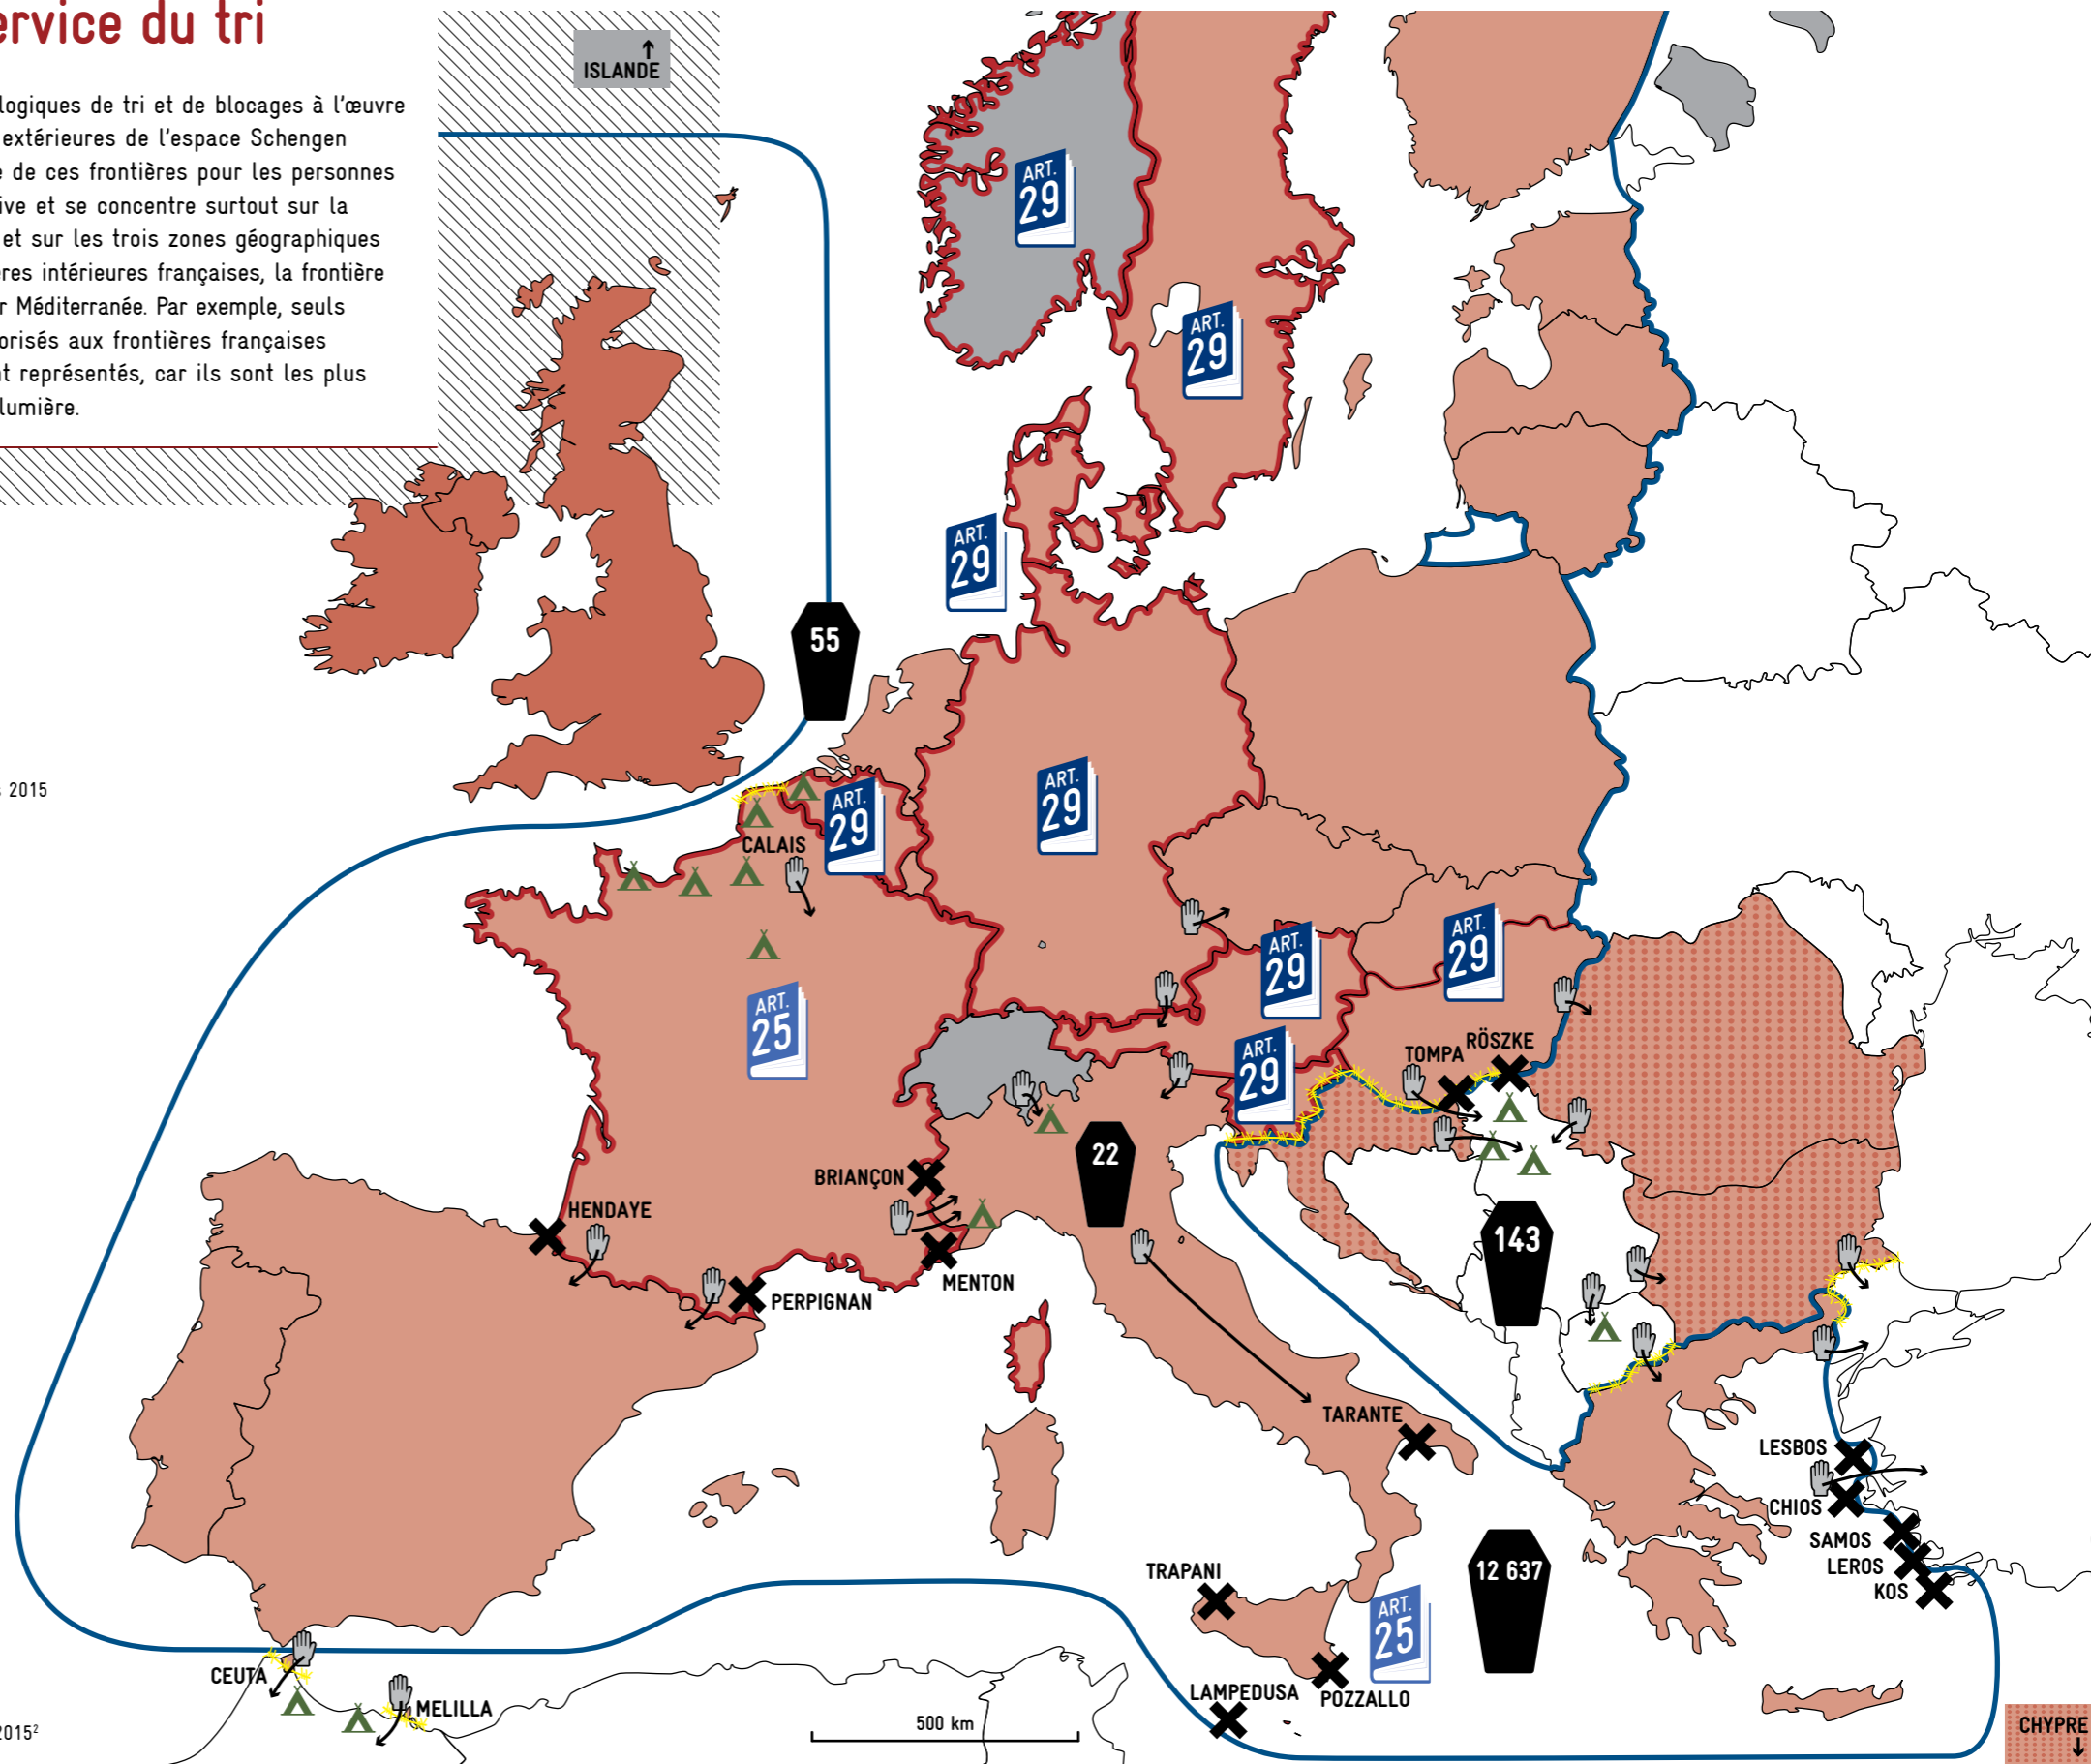 ervice du tri
logiques de tri et de blocages à l'œuvre
extérieures de l'espace Schengen
de ces frontières pour les personnes
ive et se concentre surtout sur la
et sur les trois zones géographiques
ères intérieures françaises, la frontière
r Méditerranée. Par exemple, seuls
orisés aux frontières françaises
nt représentés, car ils sont les plus
lumière.
ISLANDE
ART.
29
ART.
29
ART.
29
55
2015
ART.
29
ART.
29
CALAIS
ART.
29
ART.
29
ART.
25
RÖSZKE
TOMPA
ART.
29
22
BRIANÇON
HENDAYE
143
MENTON
PERPIGNAN
TARANTE
LESBOS
CHIOS
SAMOS
LEROS
KOS
TRAPANI
12 637
ART.
25
CEUTA
MELILLA
LAMPEDUSA
POZZALLO
500 km
2015²
CHYPRE